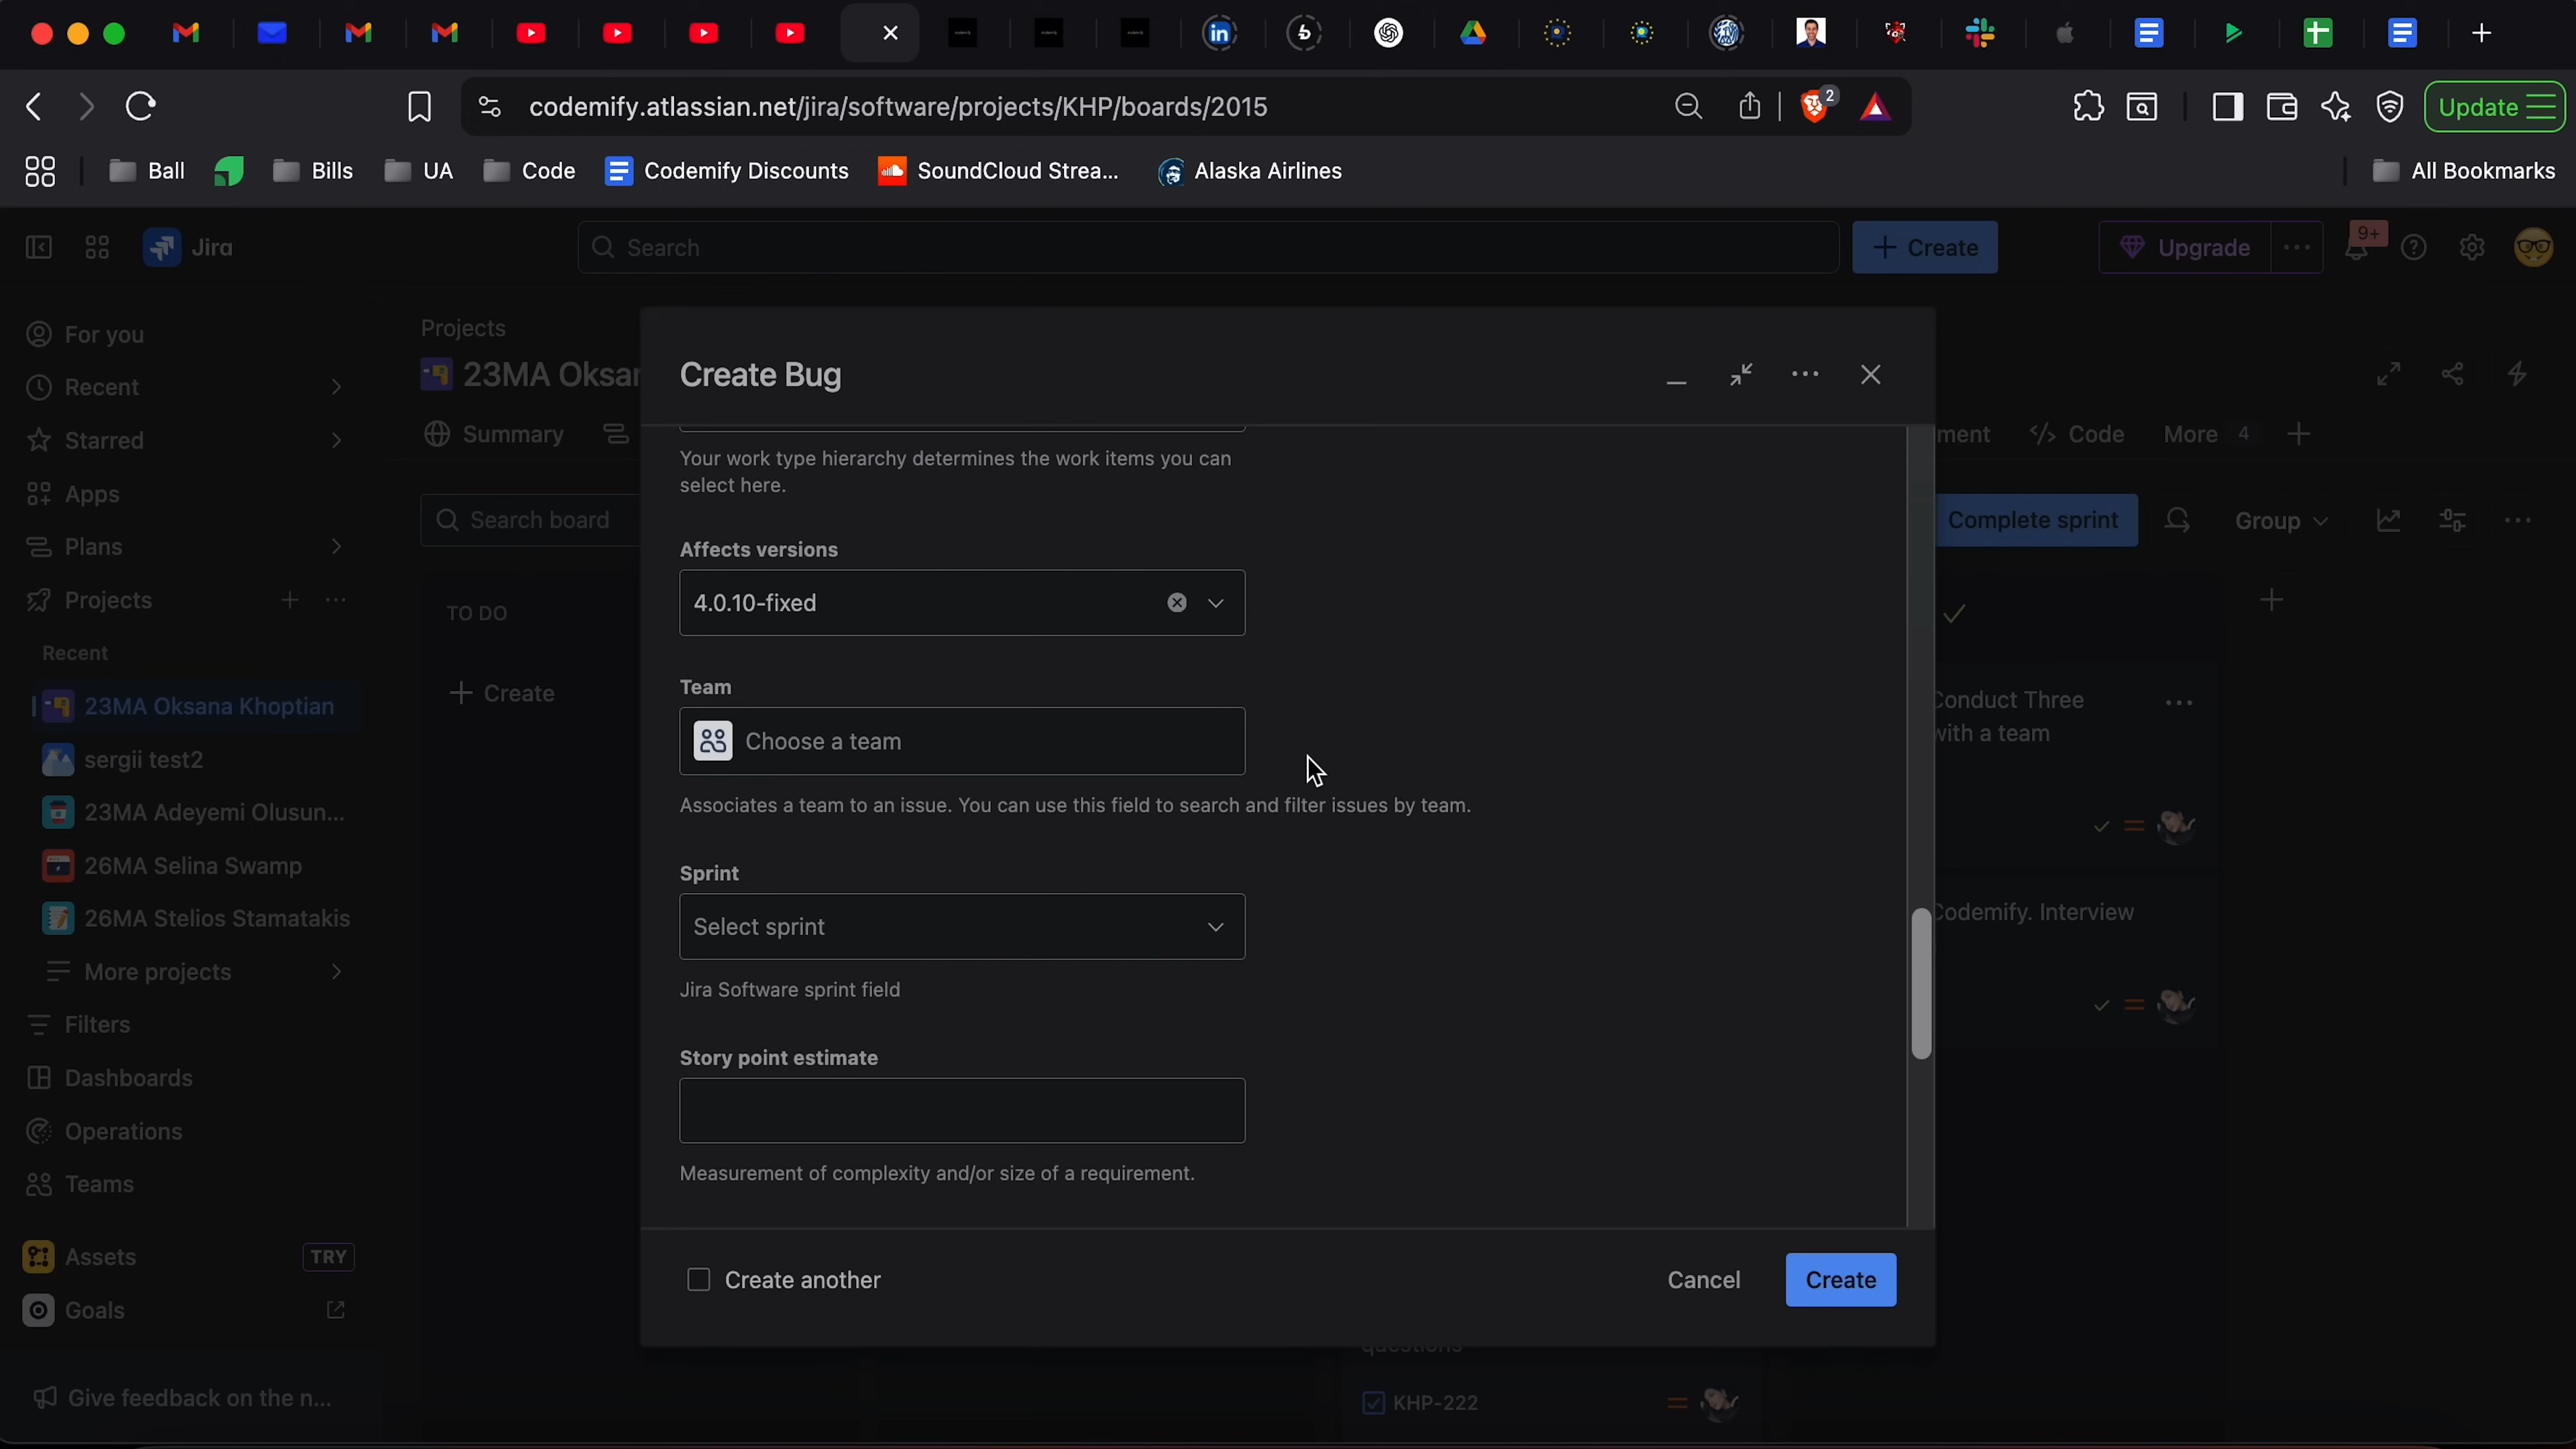 codemify.atlassian.net/jira/software/projects/KHP/boards/2015
2
Update
Ball
Bills
UA
Code
Codemify Discounts
SoundCloud Strea...
Alaska Airlines
All Bookmarks
Jira
Search
Create
Upgrade
9+
For you
Recent
Starred
Apps
Plans
Projects
Recent
23MA Oksana Khoptian
sergii test2
23MA Adeyemi Olusun...
26MA Selina Swamp
26MA Stelios Stamatakis
More projects
Filters
Dashboards
Operations
Teams
Assets TRY
Goals
Give feedback on the n...
Projects
23MA Oksan
Summary
ment
Code
More 4
Search board
Complete sprint
Group
TO DO
Create
Conduct Three
with a team
Codemify. Interview
questions
KHP-222
Create Bug
Your work type hierarchy determines the work items you can
select here.
Affects versions
4.0.10-fixed
Team
Choose a team
Associates a team to an issue. You can use this field to search and filter issues by team.
Sprint
Select sprint
Jira Software sprint field
Story point estimate
Measurement of complexity and/or size of a requirement.
Create another
Cancel
Create